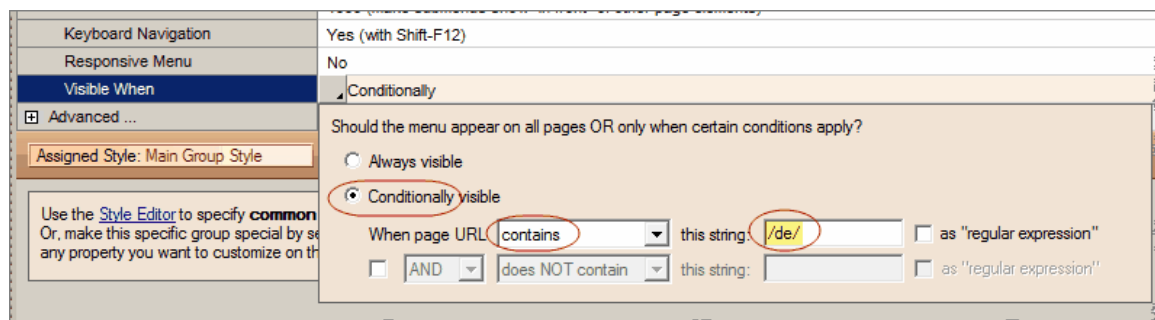 Keyboard Navigation
Yes (with Shift-F12)
Responsive Menu
No
Visible When
Conditionally
Advanced ...
Should the menu appear on all pages OR only when certain conditions apply?
Assigned Style: Main Group Style
Always visible
Conditionally visible
Use the Style Editor to specify common
Or, make this specific group special by se
any property you want to customize on th
When page URL contains this string: /de/ as "regular expression"
AND does NOT contain this string: as "regular expression"